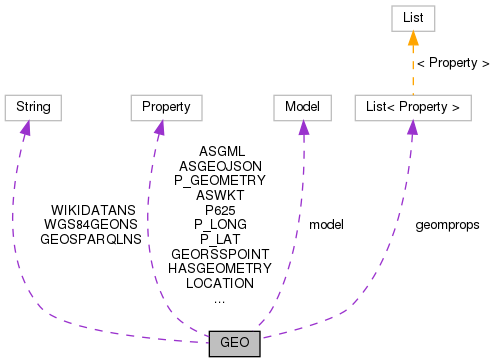 List
< Property >
String
Property
Model
List< Property >
ASGML
ASGEOJSON
P_GEOMETRY
ASWKT
P625
P_LONG
P_LAT
GEORSSPOINT
HASGEOMETRY
LOCATION
...
WIKIDATANS
WGS84GEONS
GEOSPARQLNS
model
geomprops
GEO